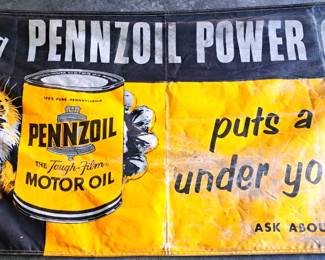 PENNZOIL POWER
100% PURE PENNSYLVANIA
PENNZOIL
THE Tough-Film
MOTOR OIL
puts a
under yo
ASK ABOU